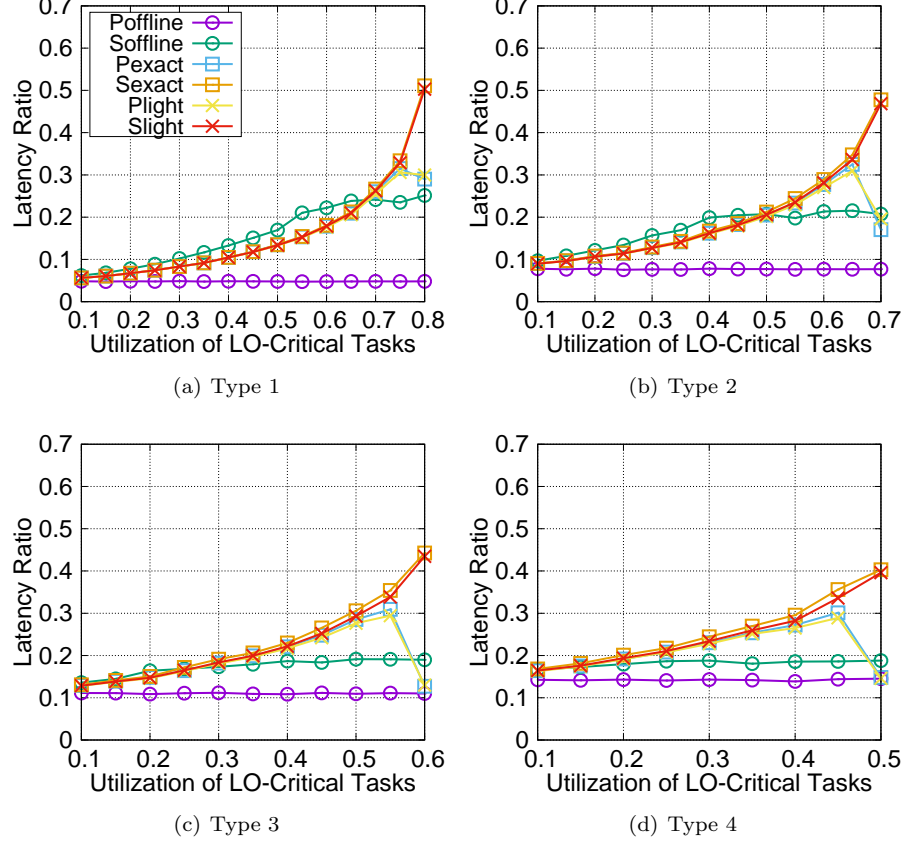 0.7
0.6
0.5
0.4
0.3
0.2
0.1
0
Latency Ratio
Poffline
Soffline
Pexact
Sexact
Plight
Slight
0.1 0.2 0.3 0.4 0.5 0.6 0.7 0.8
Utilization of LO-Critical Tasks
(a) Type 1
0.7
0.6
0.5
0.4
0.3
0.2
0.1
0
Latency Ratio
0.1 0.2 0.3 0.4 0.5 0.6 0.7
Utilization of LO-Critical Tasks
(b) Type 2
0.7
0.6
0.5
0.4
0.3
0.2
0.1
0
Latency Ratio
0.1 0.2 0.3 0.4 0.5 0.6
Utilization of LO-Critical Tasks
(c) Type 3
0.7
0.6
0.5
0.4
0.3
0.2
0.1
0
Latency Ratio
0.1 0.2 0.3 0.4 0.5
Utilization of LO-Critical Tasks
(d) Type 4